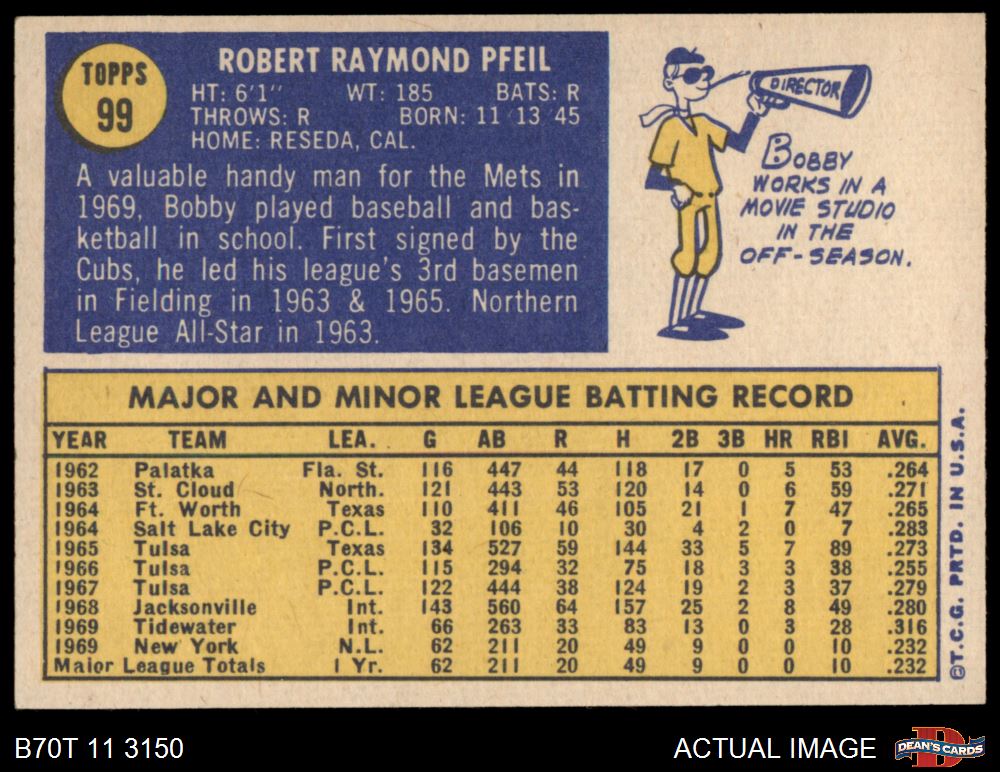 TOPPS
99
ROBERT RAYMOND PFEIL
HT: 6'1" WT: 185 BATS: R
THROWS: R BORN: 11 13 45
HOME: RESEDA, CAL.
A valuable handy man for the Mets in
1969, Bobby played baseball and bas-
ketball in school. First signed by the
Cubs, he led his league's 3rd basemen
in Fielding in 1963 & 1965. Northern
League All-Star in 1963.
DIRECTOR
BOBBY
WORKS IN A
MOVIE STUDIO
IN THE
OFF-SEASON.
MAJOR AND MINOR LEAGUE BATTING RECORD
YEAR TEAM LEA. G AB R H 2B 3B HR RBI AVG.
1962 Palatka Fla. St. 116 447 44 118 17 0 5 53 .264
1963 St. Cloud North. 121 443 53 120 14 0 6 59 .271
1964 Ft. Worth Texas 110 411 46 105 21 1 7 47 .265
1964 Salt Lake City P.C.L. 32 106 10 30 4 2 0 7 .283
1965 Tulsa Texas 134 527 59 144 33 5 7 89 .273
1966 Tulsa P.C.L. 115 294 32 75 18 3 3 38 .255
1967 Tulsa P.C.L. 122 444 38 124 19 2 3 37 .279
1968 Jacksonville Int. 143 560 64 157 25 2 8 49 .280
1969 Tidewater Int. 66 263 33 83 13 0 3 28 .316
1969 New York N.L. 62 211 20 49 9 0 0 10 .232
Major League Totals 1 Yr. 62 211 20 49 9 0 0 10 .232
©T.C.G. PRTD. IN U.S.A.
B70T 11 3150
ACTUAL IMAGE
D
DEAN'S CARDS